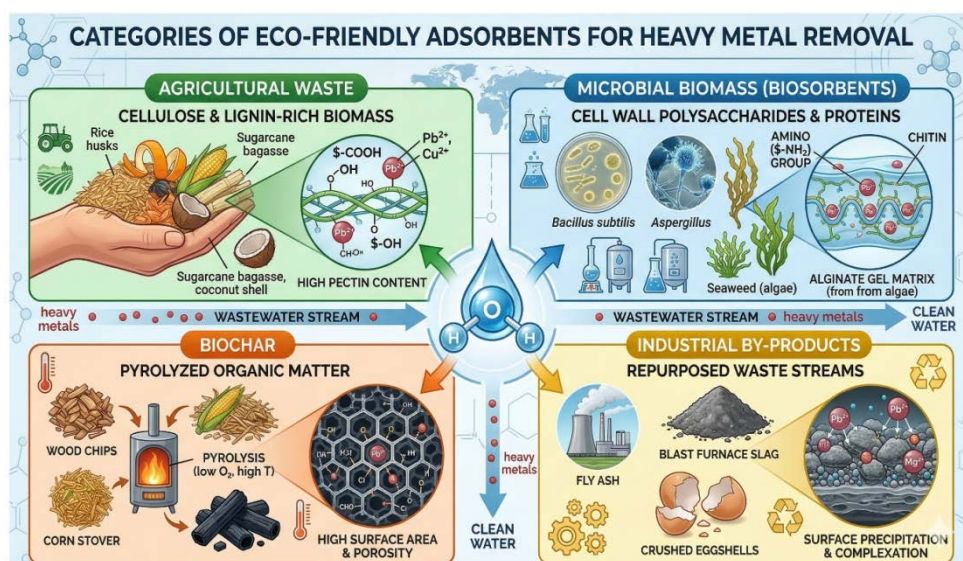 CATEGORIES OF ECO-FRIENDLY ADSORBENTS FOR HEAVY METAL REMOVAL
AGRICULTURAL WASTE
CELLULOSE & LIGNIN-RICH BIOMASS
Rice
husks
Sugarcane
bagasse
$-COOH
-OH
HO
Pb²⁺,
Cu²⁺
Pb²⁺
OH
Pb²⁺
$-OH
Sugarcane bagasse,
coconut shell
HIGH PECTIN CONTENT
MICROBIAL BIOMASS (BIOSORBENTS)
CELL WALL POLYSACCHARIDES & PROTEINS
AMINO
($-NH₂)
GROUP
CHITIN
Pb²⁺
Bacillus subtilis
Aspergillus
Seaweed (algae)
ALGINATE GEL MATRIX
(from from algae)
heavy
metals
WASTEWATER STREAM
H
O
H
WASTEWATER STREAM
heavy metals
CLEAN
WATER
BIOCHAR
PYROLYZED ORGANIC MATTER
WOOD CHIPS
PYROLYSIS
(low O₂, high T)
CORN STOVER
Pb⁺
HIGH SURFACE AREA
& POROSITY
heavy
metals
CLEAN
WATER
INDUSTRIAL BY-PRODUCTS
REPURPOSED WASTE STREAMS
FLY ASH
BLAST FURNACE SLAG
CRUSHED EGGSHELLS
Pb²⁺
Pb²⁺
Mg²⁺
SURFACE PRECIPITATION
& COMPLEXATION